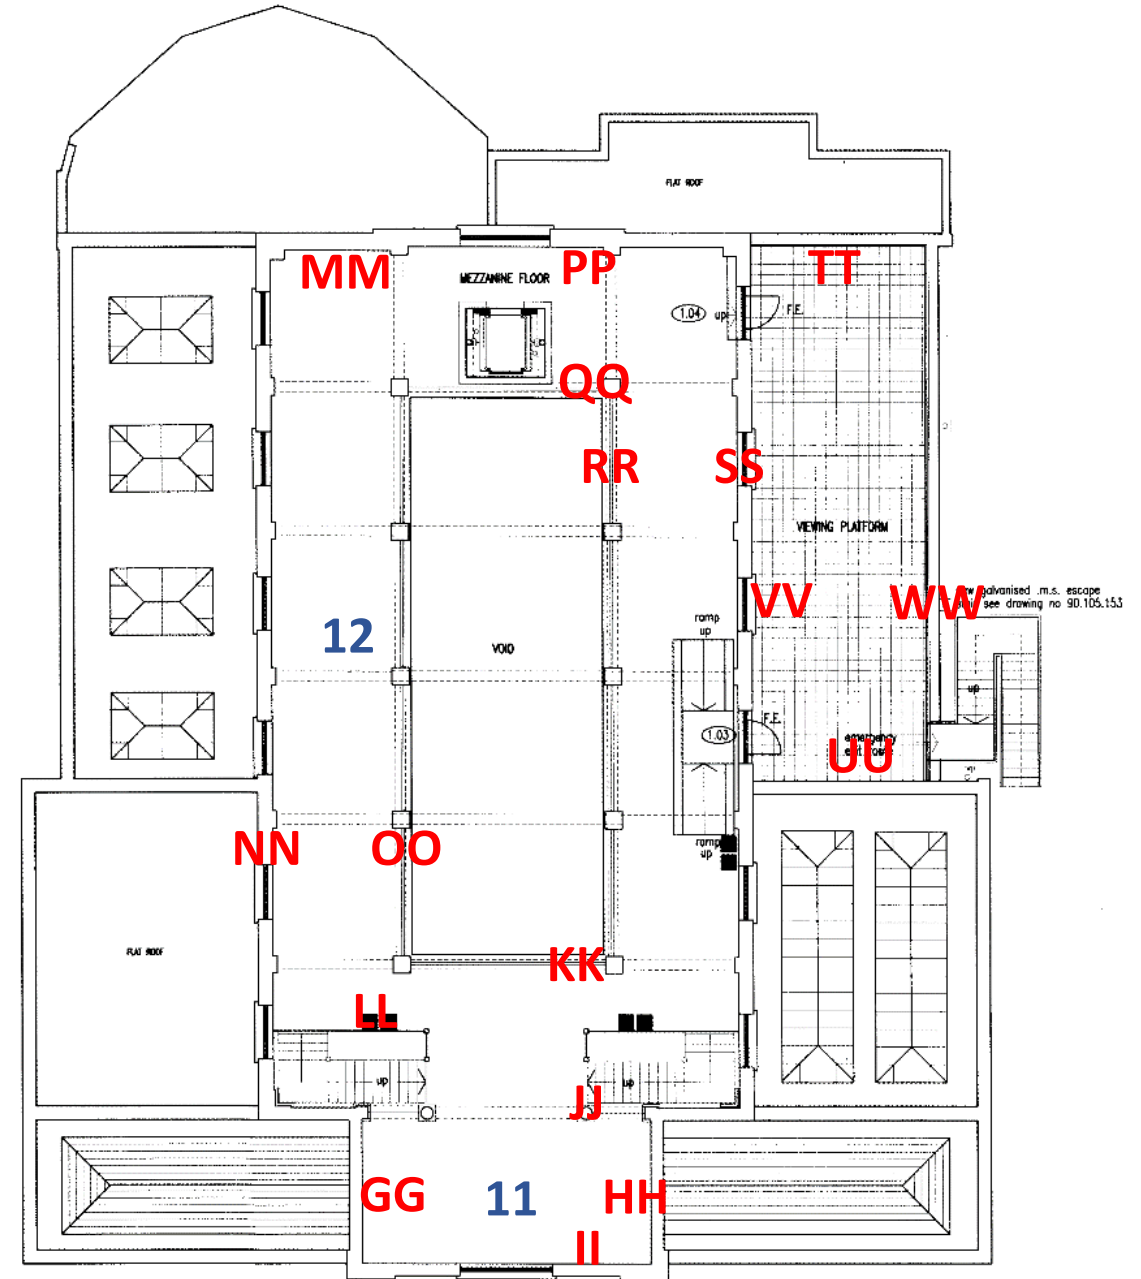 FLAT ROOF
MM
MEZZANINE FLOOR
PP
TT
1.04
up
F.E.
QQ
RR
SS
VIEWING PLATFORM
VV
WW
galvanised .m.s. escape
see drawing no 90.105.153
ramp
up
12
VOID
up
1.03
F.E.
emergency
UU
NN
OO
ramp
up
FLAT ROOF
KK
LL
up
up
JJ
GG
11
HH
II